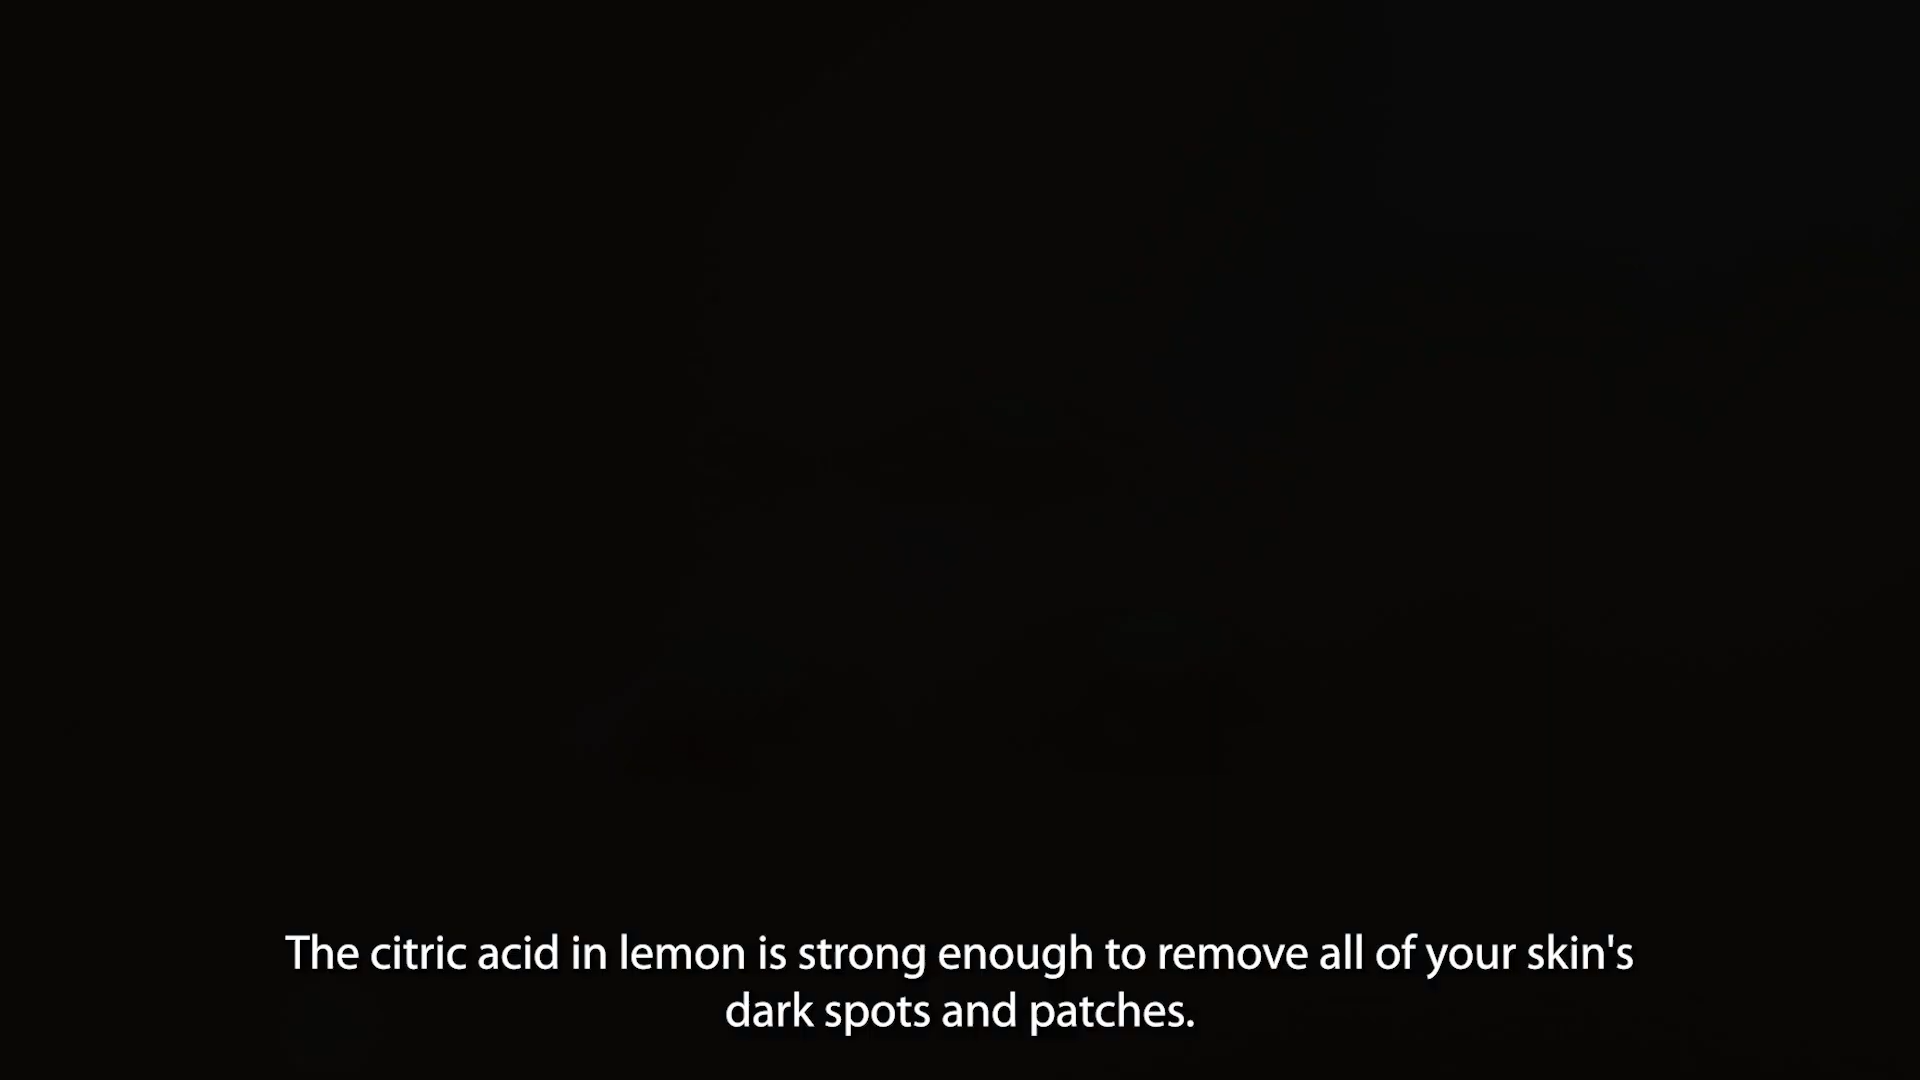 The citric acid in lemon is strong enough to remove all of your skin's
dark spots and patches.